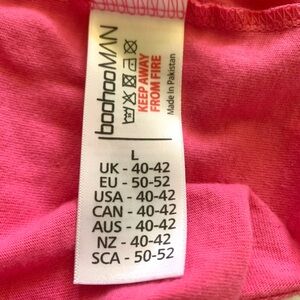 boohooMAN
KEEP AWAY
FROM FIRE
Made in Pakistan
L
UK - 40-42
EU - 50-52
USA - 40-42
CAN - 40-42
AUS - 40-42
NZ - 40-42
SCA - 50-52